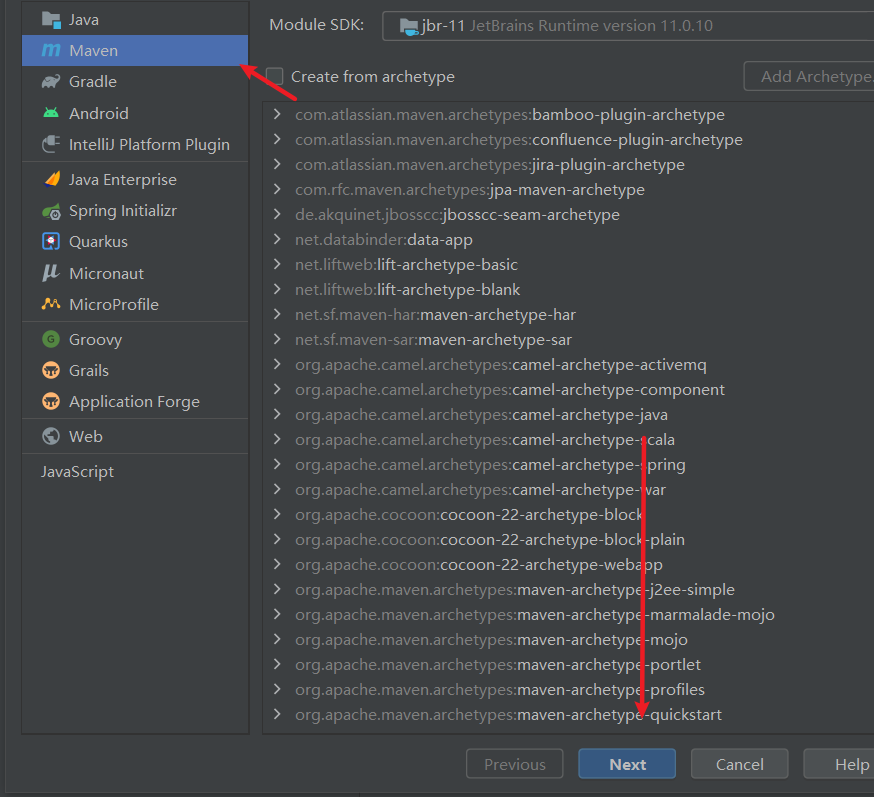 Java
Maven
Gradle
Android
IntelliJ Platform Plugin
Java Enterprise
Spring Initializr
Quarkus
Micronaut
MicroProfile
Groovy
Grails
Application Forge
Web
JavaScript
Module SDK: jbr-11 JetBrains Runtime version 11.0.10
Create from archetype Add Archetype.
com.atlassian.maven.archetypes:bamboo-plugin-archetype
com.atlassian.maven.archetypes:confluence-plugin-archetype
com.atlassian.maven.archetypes:jira-plugin-archetype
com.rfc.maven.archetypes:jpa-maven-archetype
de.akquinet.jbosscc:jbosscc-seam-archetype
net.databinder:data-app
net.liftweb:lift-archetype-basic
net.liftweb:lift-archetype-blank
net.sf.maven-har:maven-archetype-har
net.sf.maven-sar:maven-archetype-sar
org.apache.camel.archetypes:camel-archetype-activemq
org.apache.camel.archetypes:camel-archetype-component
org.apache.camel.archetypes:camel-archetype-java
org.apache.camel.archetypes:camel-archetype-scala
org.apache.camel.archetypes:camel-archetype-spring
org.apache.camel.archetypes:camel-archetype-war
org.apache.cocoon:cocoon-22-archetype-block
org.apache.cocoon:cocoon-22-archetype-block-plain
org.apache.cocoon:cocoon-22-archetype-webapp
org.apache.maven.archetypes:maven-archetype-j2ee-simple
org.apache.maven.archetypes:maven-archetype-marmalade-mojo
org.apache.maven.archetypes:maven-archetype-mojo
org.apache.maven.archetypes:maven-archetype-portlet
org.apache.maven.archetypes:maven-archetype-profiles
org.apache.maven.archetypes:maven-archetype-quickstart
Previous Next Cancel Help